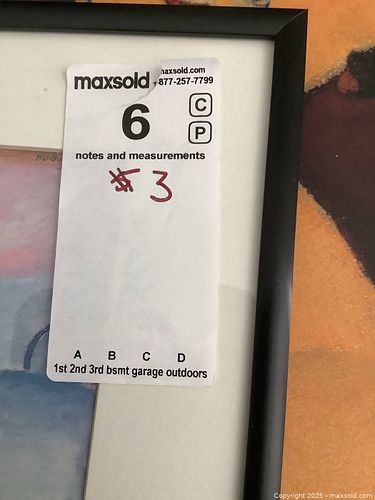 maxsold
maxsold.com
877-257-7799
6
C
P
notes and measurements
$ 3
A B C D
1st 2nd 3rd bsmt garage outdoors
Copyright © 2025 - maxsold.com